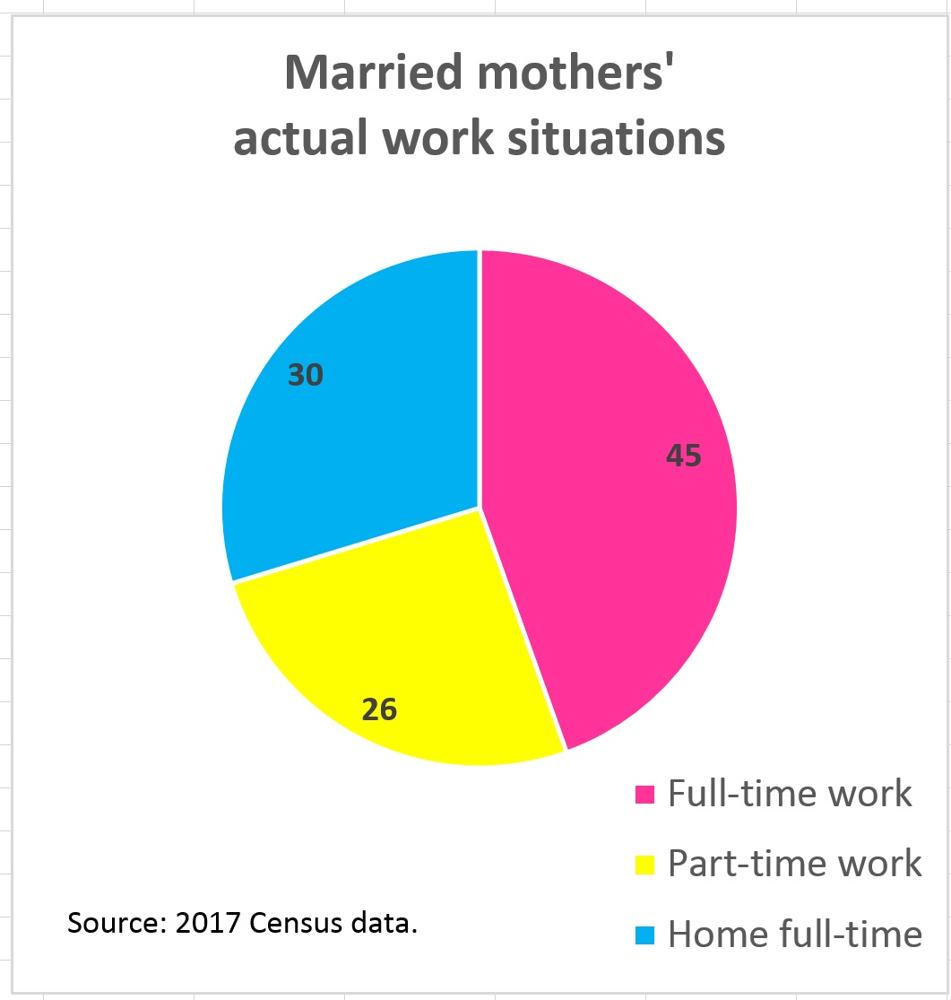 Married mothers'
actual work situations
30
45
26
Full-time work
Part-time work
Source: 2017 Census data.
Home full-time